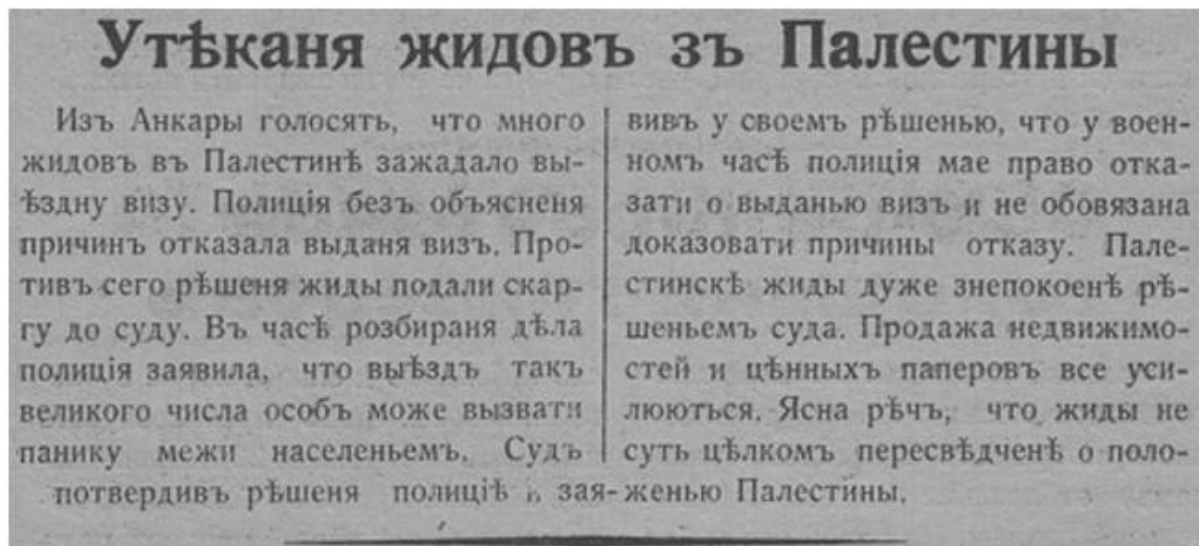 Утѣканя жидовъ зъ Палестины
Изъ Анкары голосять, что много
жидовъ въ Палестинѣ зажадало вы-
ѣздну визу. Полиція безъ объясненя
причинъ отказала выданя визъ. Про-
тивъ сего рѣшеня жиды подали скар-
гу до суду. Въ часѣ розбираня дѣла
полиція заявила, что выѣздъ такъ
великого числа особъ може вызвати
панику межи населеньемъ. Судъ
потвердивъ рѣшеня полиціѣ и зая-
вивъ у своемъ рѣшенью, что у воен-
номъ часѣ полиція мае право отка-
зати о выданью визъ и не обовязана
доказовати причины отказу. Пале-
стинскѣ жиды дуже знепокоенѣ рѣ-
шеньемъ суда. Продажа недвижимо-
стей и цѣнныхъ паперовъ все уси-
люються. Ясна рѣчъ, что жиды не
суть цѣлкомъ пересвѣдченѣ о поло-
женью Палестины.